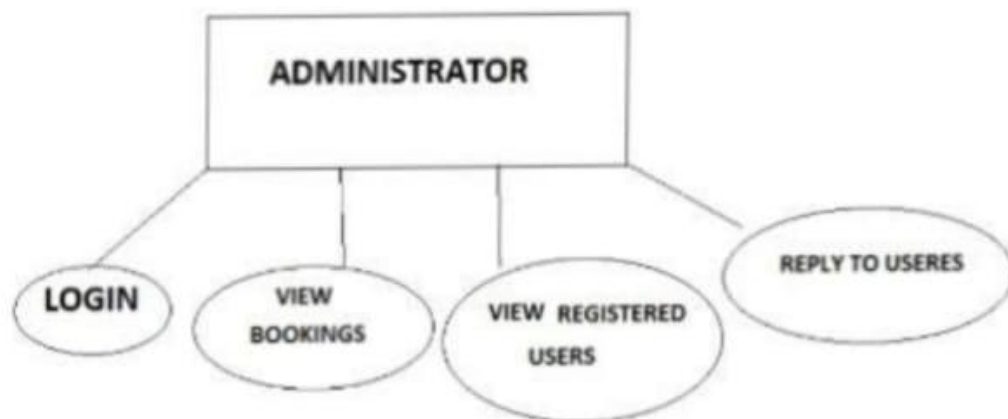 ADMINISTRATOR
LOGIN
VIEW
BOOKINGS
VIEW REGISTERED
USERS
REPLY TO USERES